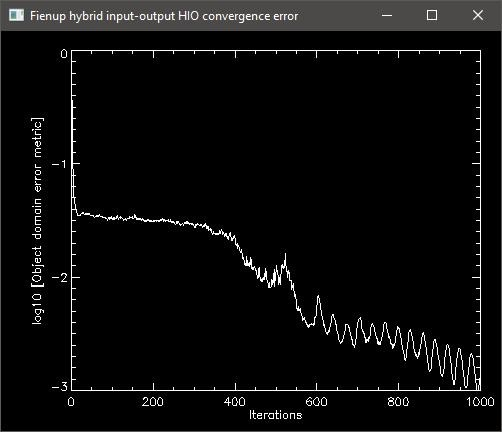 Fienup hybrid input-output HIO convergence error
0
-1
-2
-3
log10 [Object domain error metric]
0 200 400 600 800 1000
Iterations